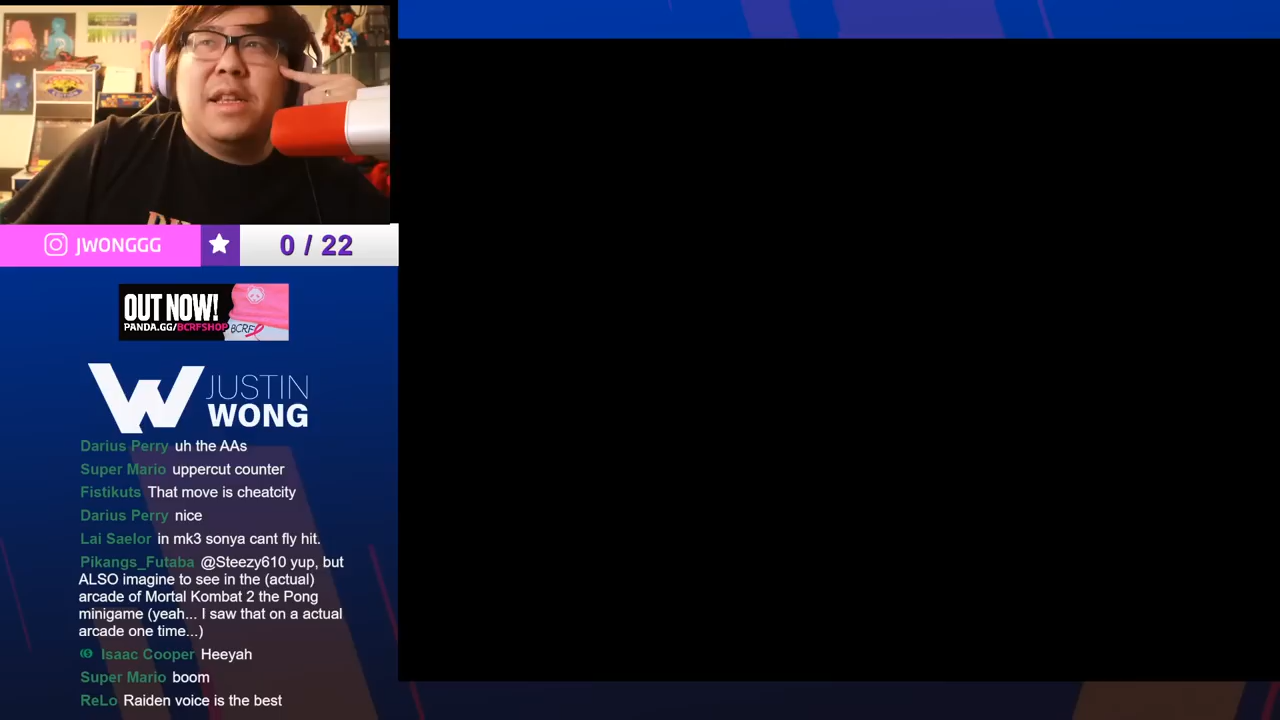 JWONGGG
0 / 22
OUT NOW!
PANDA.GG/BCRFSHOP
BCRF
JUSTIN
WONG
Darius Perry uh the AAs
Super Mario uppercut counter
Fistikuts That move is cheatcity
Darius Perry nice
Lai Saelor in mk3 sonya cant fly hit.
Pikangs_Futaba @Steezy610 yup, but
ALSO imagine to see in the (actual)
arcade of Mortal Kombat 2 the Pong
minigame (yeah... I saw that on a actual
arcade one time...)
Isaac Cooper Heeyah
Super Mario boom
ReLo Raiden voice is the best